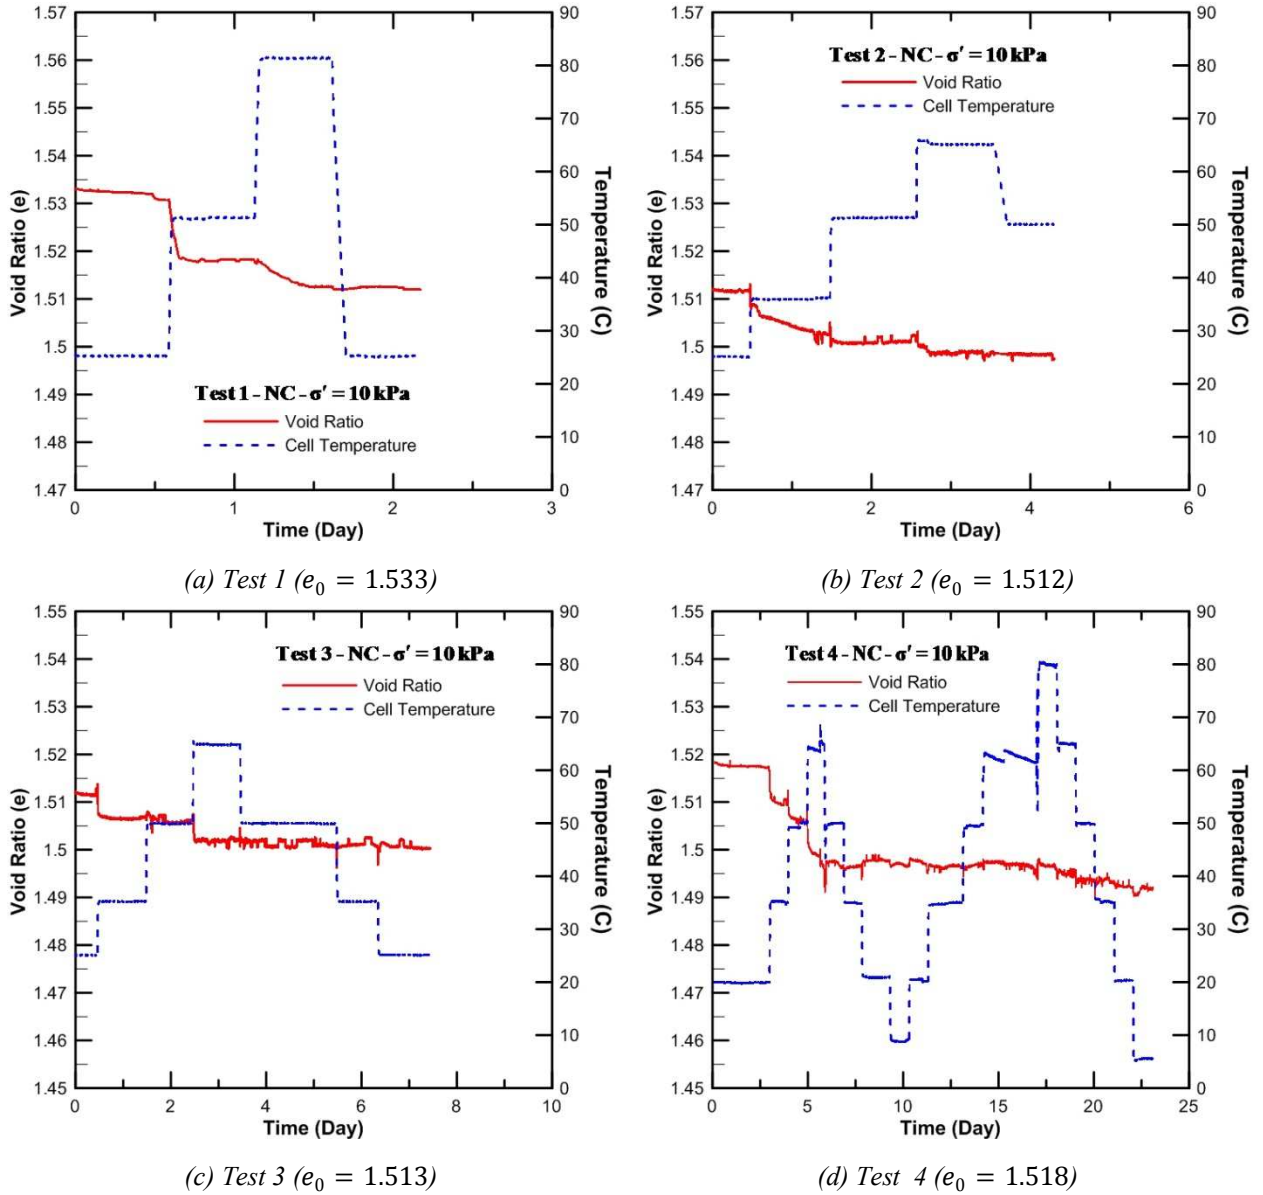 1.57
1.56
1.55
1.54
1.53
1.52
1.51
1.5
1.49
1.48
1.47
Void Ratio (e)
90
80
70
60
50
40
30
20
10
0
Temperature (C)
Test 1 - NC - σ′ = 10 kPa
Void Ratio
Cell Temperature
0 1 2 3
Time (Day)
(a) Test 1 (e₀ = 1.533)
1.57
1.56
1.55
1.54
1.53
1.52
1.51
1.5
1.49
1.48
1.47
Void Ratio (e)
90
80
70
60
50
40
30
20
10
0
Temperature (C)
Test 2 - NC - σ′ = 10 kPa
Void Ratio
Cell Temperature
0 2 4 6
Time (Day)
(b) Test 2 (e₀ = 1.512)
1.55
1.54
1.53
1.52
1.51
1.5
1.49
1.48
1.47
1.46
1.45
Void Ratio (e)
90
80
70
60
50
40
30
20
10
0
Temperature (C)
Test 3 - NC - σ′ = 10 kPa
Void Ratio
Cell Temperature
0 2 4 6 8 10
Time (Day)
(c) Test 3 (e₀ = 1.513)
1.55
1.54
1.53
1.52
1.51
1.5
1.49
1.48
1.47
1.46
1.45
Void Ratio (e)
90
80
70
60
50
40
30
20
10
0
Temperature (C)
Test 4 - NC - σ′ = 10 kPa
Void Ratio
Cell Temperature
0 5 10 15 20 25
Time (Day)
(d) Test 4 (e₀ = 1.518)